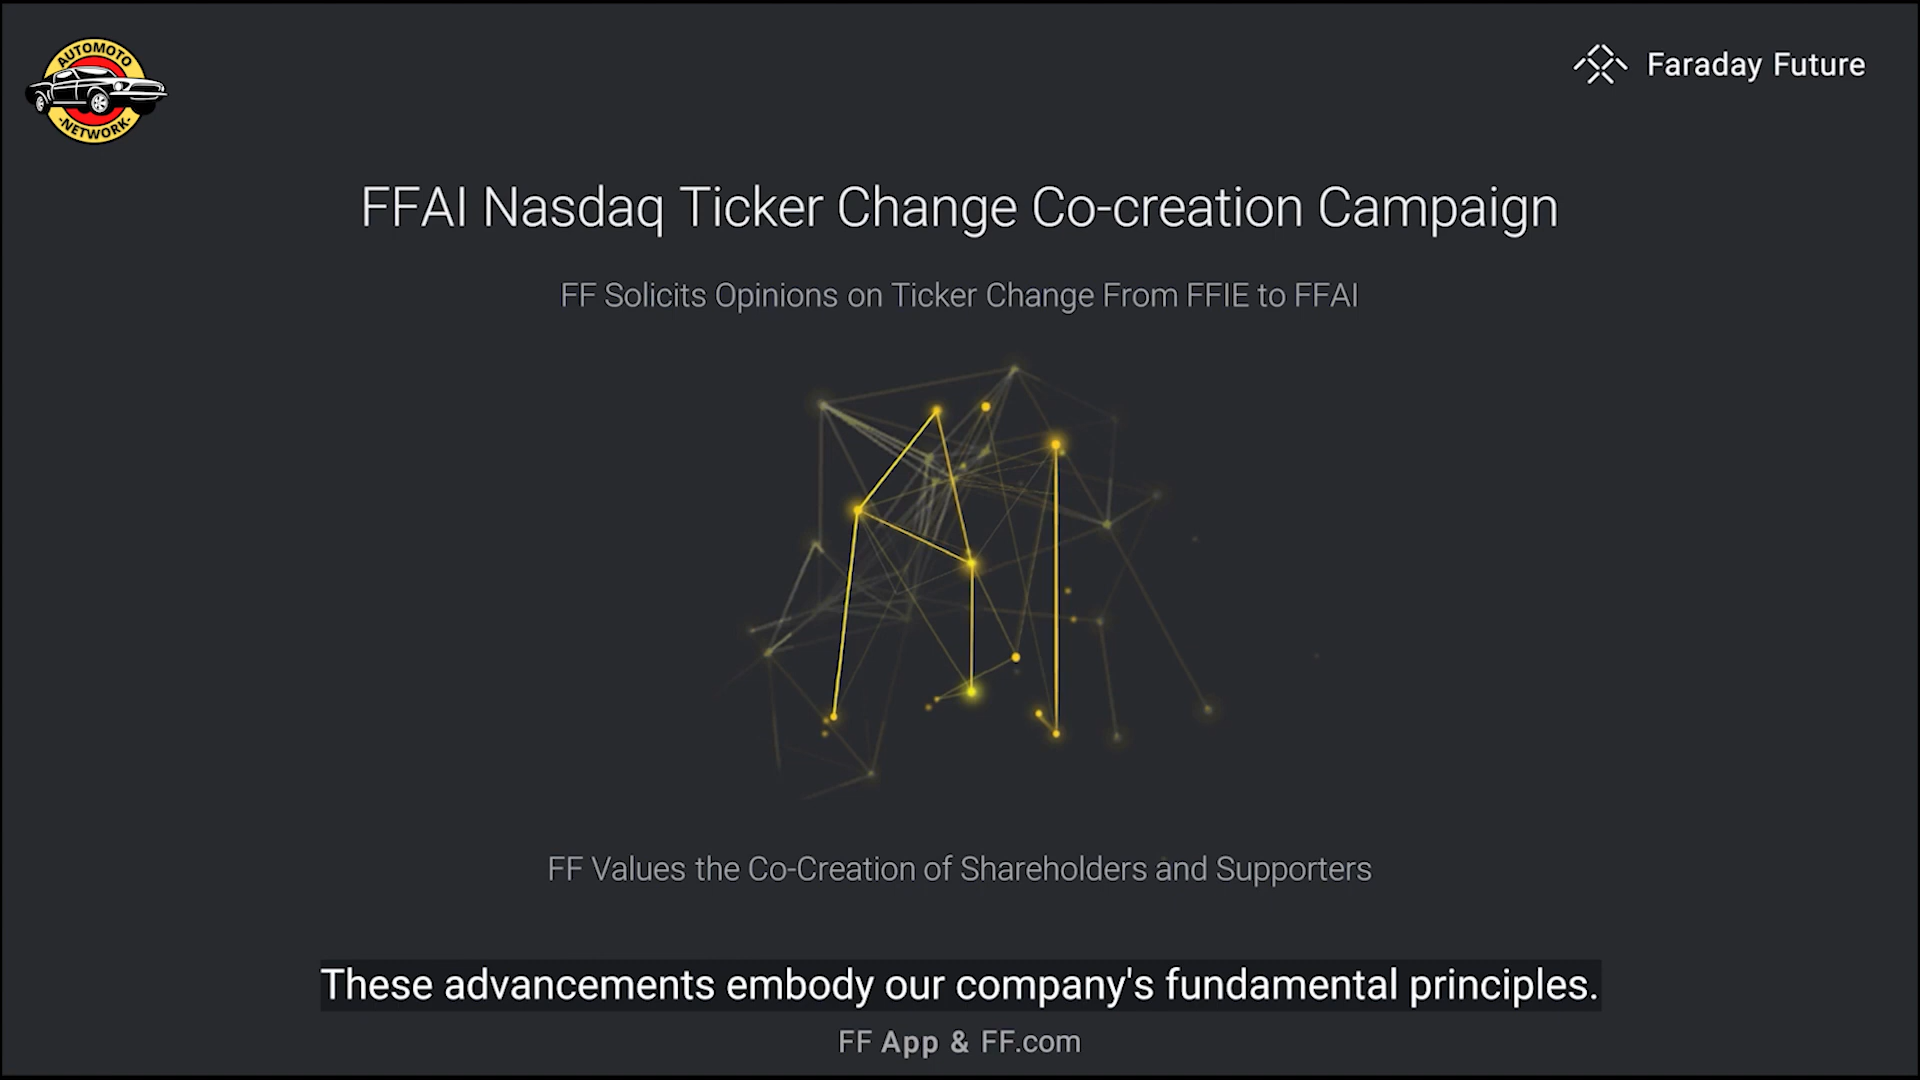 AUTOMOTO
-NETWORK-
Faraday Future
FFAI Nasdaq Ticker Change Co-creation Campaign
FF Solicits Opinions on Ticker Change From FFIE to FFAI
FF Values the Co-Creation of Shareholders and Supporters
These advancements embody our company's fundamental principles.
FF App & FF.com